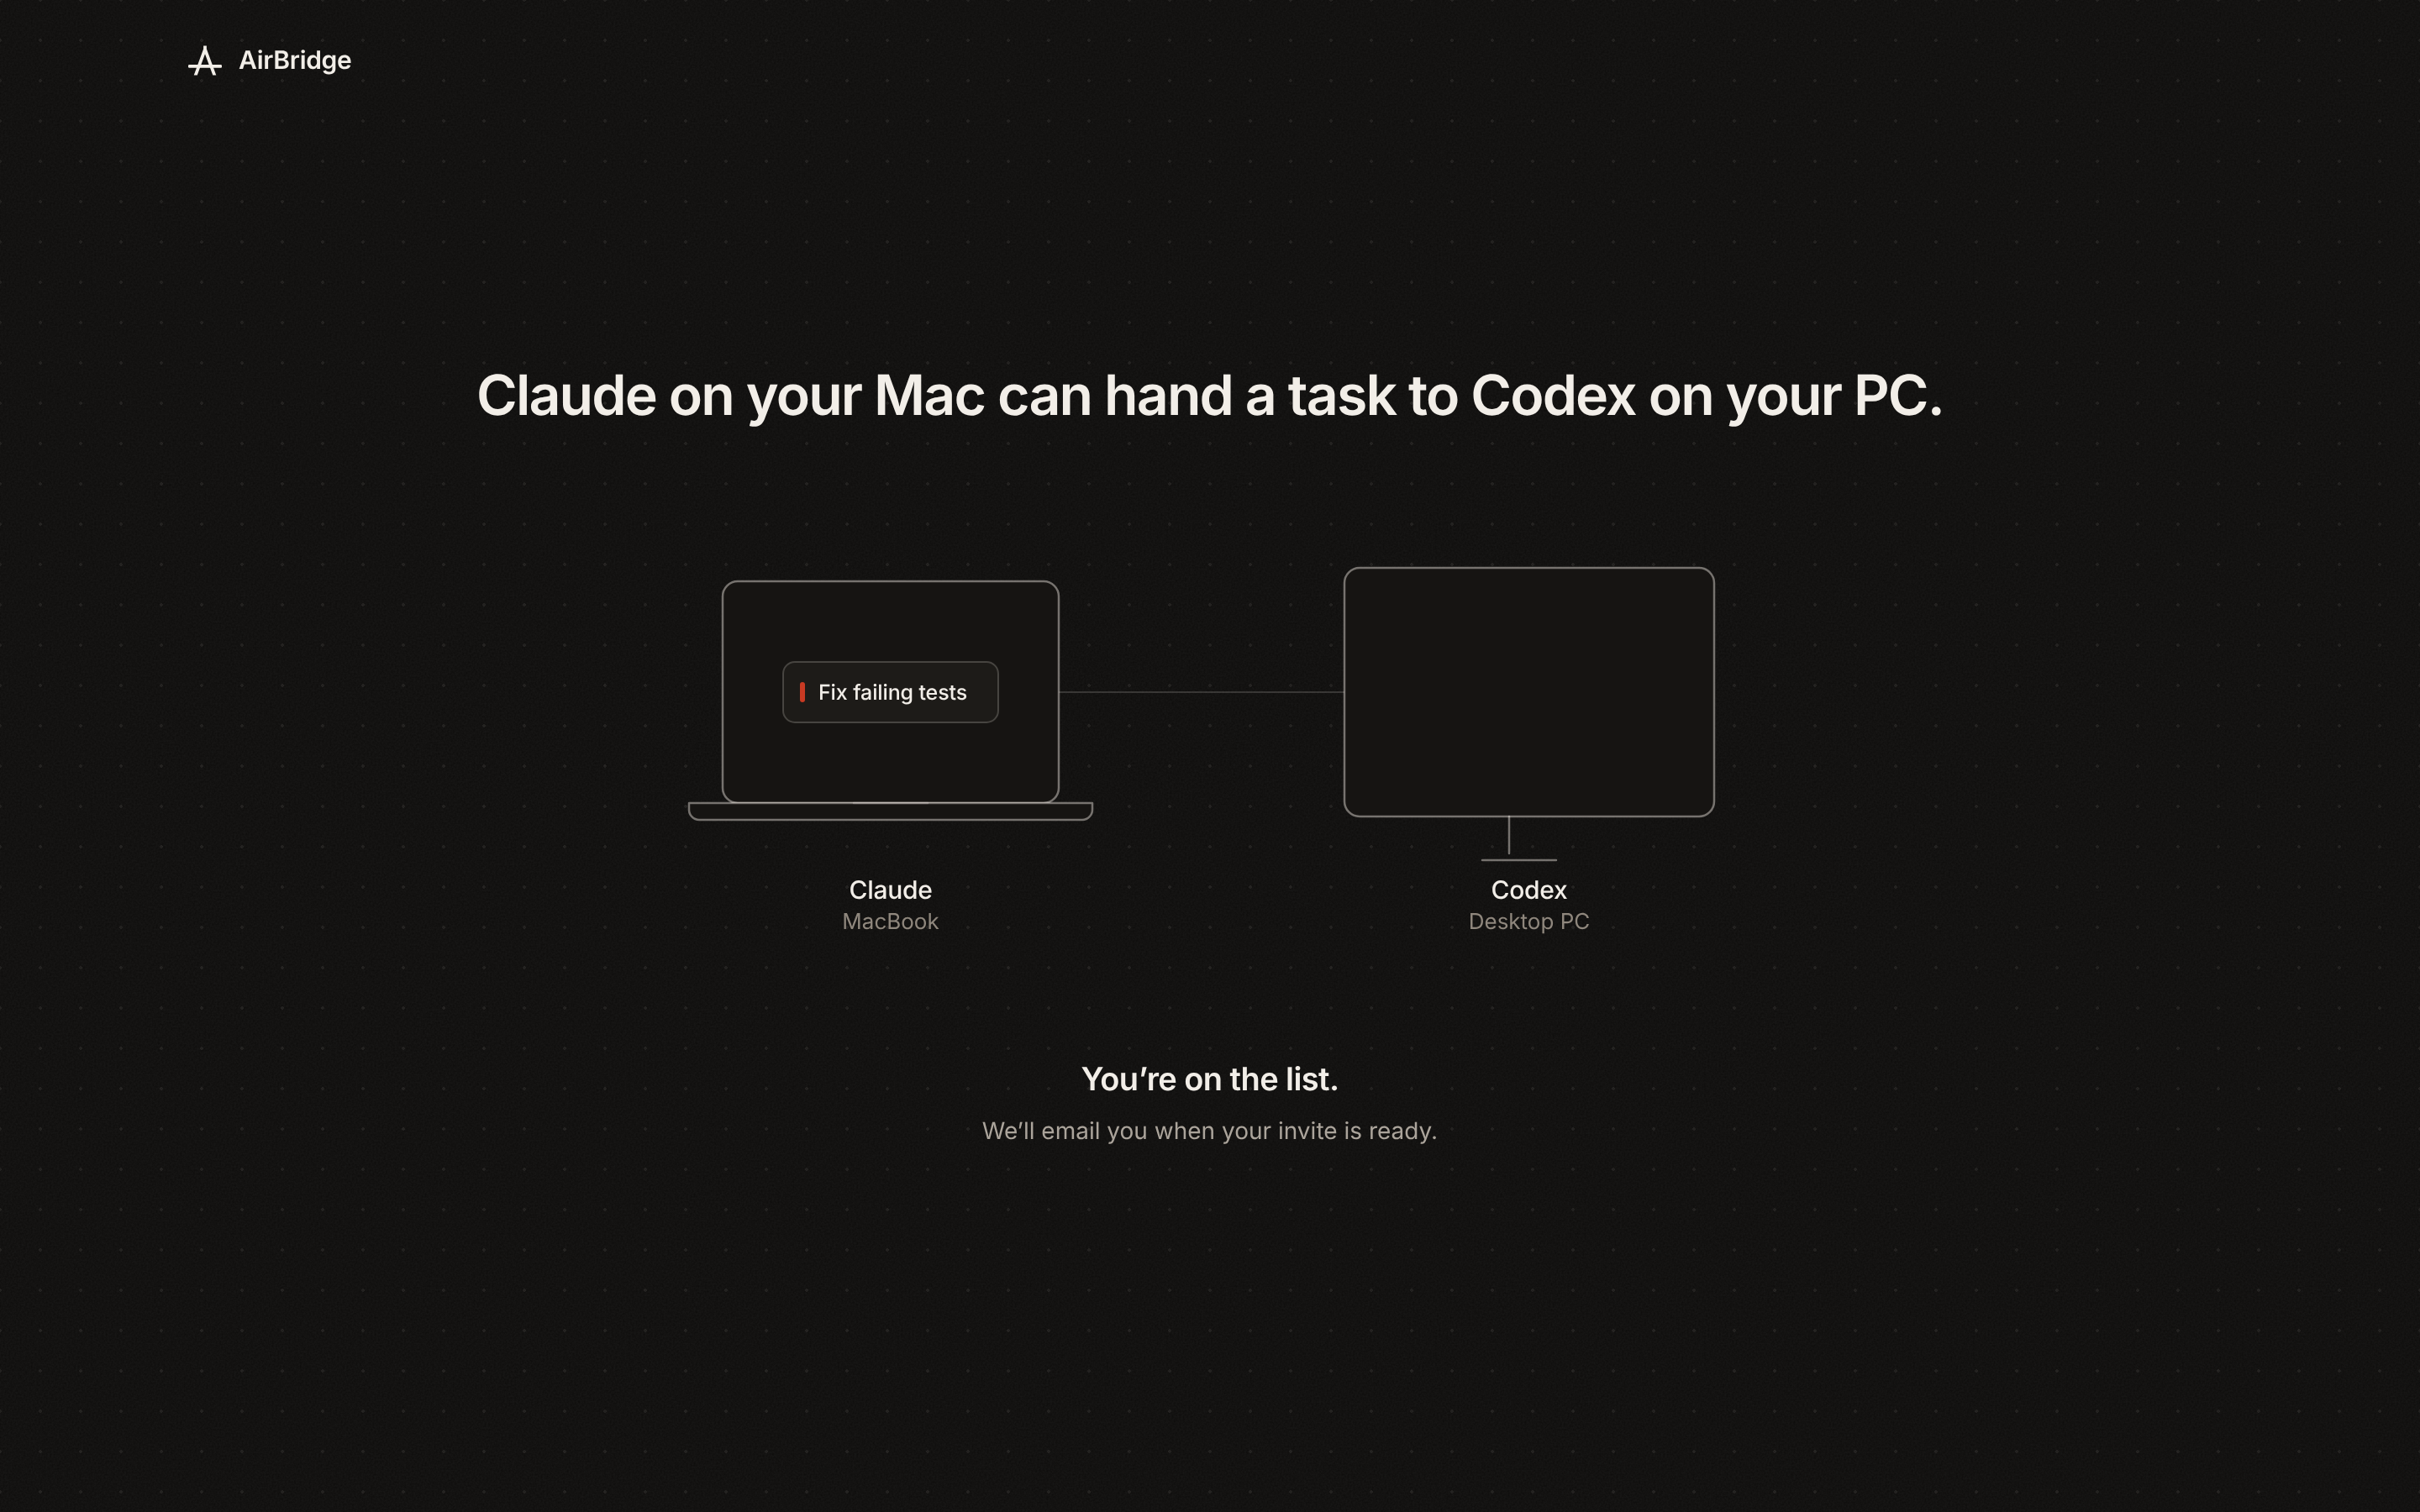 AirBridge
Claude on your Mac can hand a task to Codex on your PC.
Fix failing tests
Claude
MacBook
Codex
Desktop PC
You’re on the list.
We’ll email you when your invite is ready.